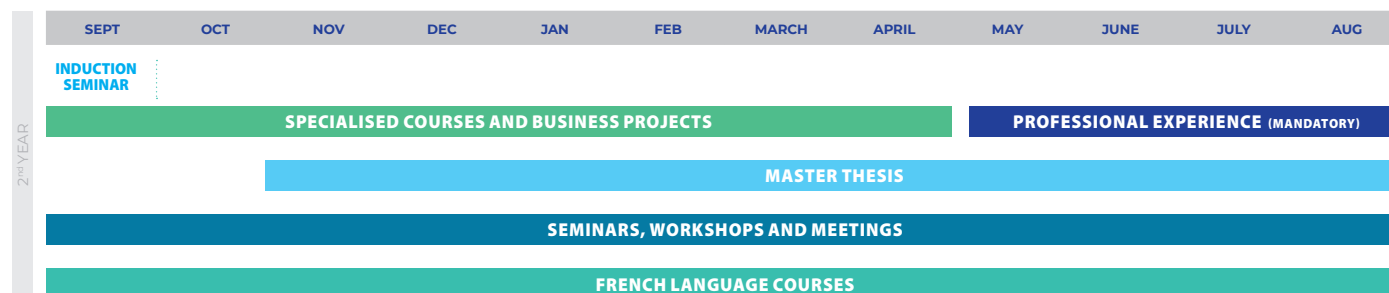 SEPT OCT NOV DEC JAN FEB MARCH APRIL MAY JUNE JULY AUG
INDUCTION
SEMINAR
SPECIALISED COURSES AND BUSINESS PROJECTS
PROFESSIONAL EXPERIENCE (MANDATORY)
2nd YEAR
MASTER THESIS
SEMINARS, WORKSHOPS AND MEETINGS
FRENCH LANGUAGE COURSES